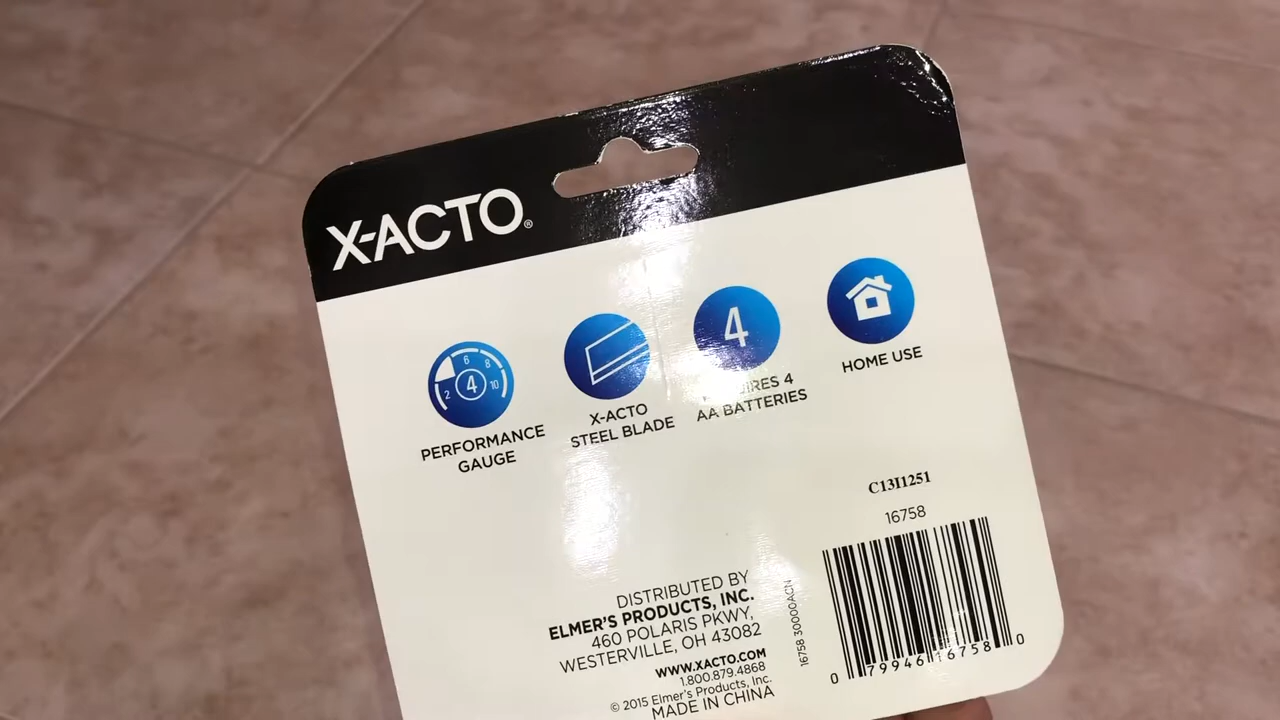 X-ACTO®
6
8
2
4
10
PERFORMANCE
GAUGE
X-ACTO
STEEL BLADE
4
4
AA BATTERIES
HOME USE
C13I1251
16758
DISTRIBUTED BY
ELMER'S PRODUCTS, INC.
460 POLARIS PKWY,
WESTERVILLE, OH 43082
WWW.XACTO.COM
1.800.879.4868
© 2015 Elmer's Products, Inc.
MADE IN CHINA
16758 30000ACN
0 79946 16758 0